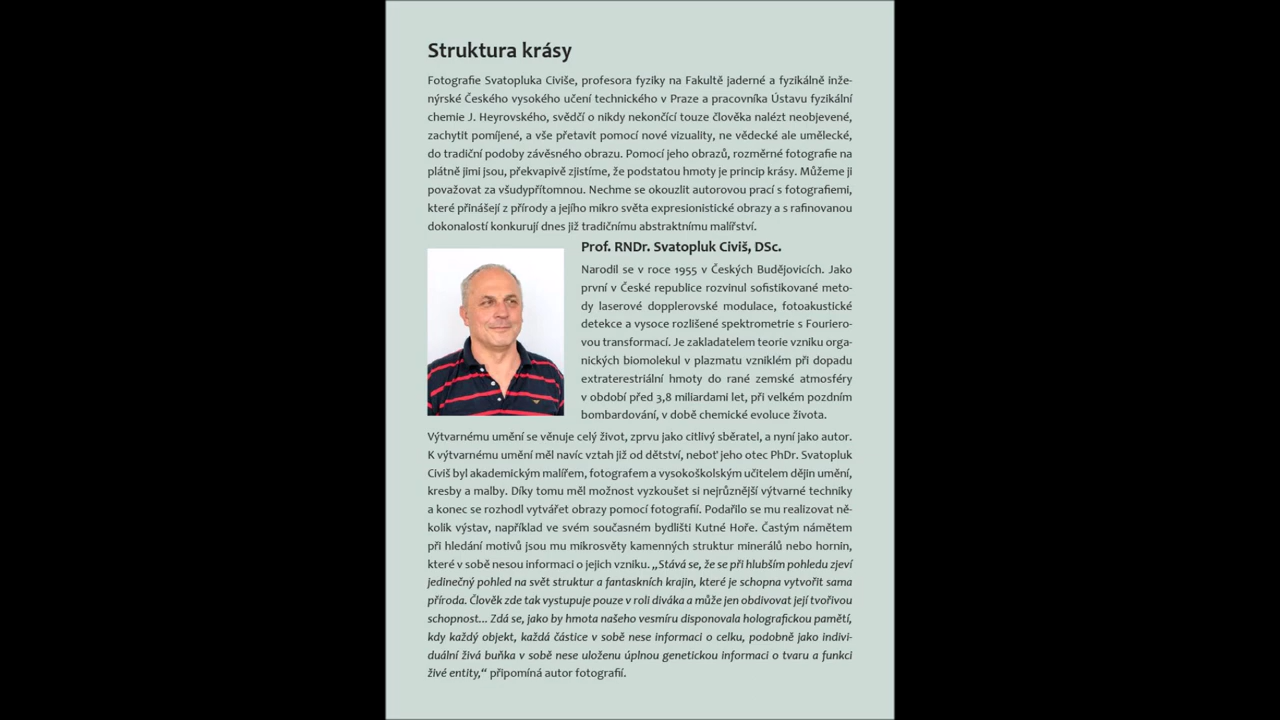 Struktura krásy
Fotografie Svatopluka Civiše, profesora fyziky na Fakultě jaderné a fyzikálně inže-
nýrské Českého vysokého učení technického v Praze a pracovníka Ústavu fyzikální
chemie J. Heyrovského, svědčí o nikdy nekončící touze člověka nalézt neobjevené,
zachytit pomíjené, a vše přetavit pomocí nové vizuality, ne vědecké ale umělecké,
do tradiční podoby závěsného obrazu. Pomocí jeho obrazů, rozměrné fotografie na
plátně jimi jsou, překvapivě zjistíme, že podstatou hmoty je princip krásy. Můžeme ji
považovat za všudypřítomnou. Nechme se okouzlit autorovou prací s fotografiemi,
které přinášejí z přírody a jejího mikro světa expresionistické obrazy a s rafinovanou
dokonalostí konkurují dnes již tradičnímu abstraktnímu malířství.
Prof. RNDr. Svatopluk Civiš, DSc.
Narodil se v roce 1955 v Českých Budějovicích. Jako
první v České republice rozvinul sofistikované meto-
dy laserové dopplerovské modulace, fotoakustické
detekce a vysoce rozlišené spektrometrie s Fouriero-
vou transformací. Je zakladatelem teorie vzniku orga-
nických biomolekul v plazmatu vzniklém při dopadu
extraterestriální hmoty do rané zemské atmosféry
v období před 3,8 miliardami let, při velkém pozdním
bombardování, v době chemické evoluce života.
Výtvarnému umění se věnuje celý život, zprvu jako citlivý sběratel, a nyní jako autor.
K výtvarnému umění měl navíc vztah již od dětství, neboť jeho otec PhDr. Svatopluk
Civiš byl akademickým malířem, fotografem a vysokoškolským učitelem dějin umění,
kresby a malby. Díky tomu měl možnost vyzkoušet si nejrůznější výtvarné techniky
a konec se rozhodl vytvářet obrazy pomocí fotografií. Podařilo se mu realizovat ně-
kolik výstav, například ve svém současném bydlišti Kutné Hoře. Častým námětem
při hledání motivů jsou mu mikrosvěty kamenných struktur minerálů nebo hornin,
které v sobě nesou informaci o jejich vzniku. „Stává se, že se při hlubším pohledu zjeví
jedinečný pohled na svět struktur a fantaskních krajin, které je schopna vytvořit sama
příroda. Člověk zde tak vystupuje pouze v roli diváka a může jen obdivovat její tvořivou
schopnost... Zdá se, jako by hmota našeho vesmíru disponovala holografickou pamětí,
kdy každý objekt, každá částice v sobě nese informaci o celku, podobně jako indivi-
duální živá buňka v sobě nese uloženu úplnou genetickou informaci o tvaru a funkci
živé entity,“ připomíná autor fotografií.